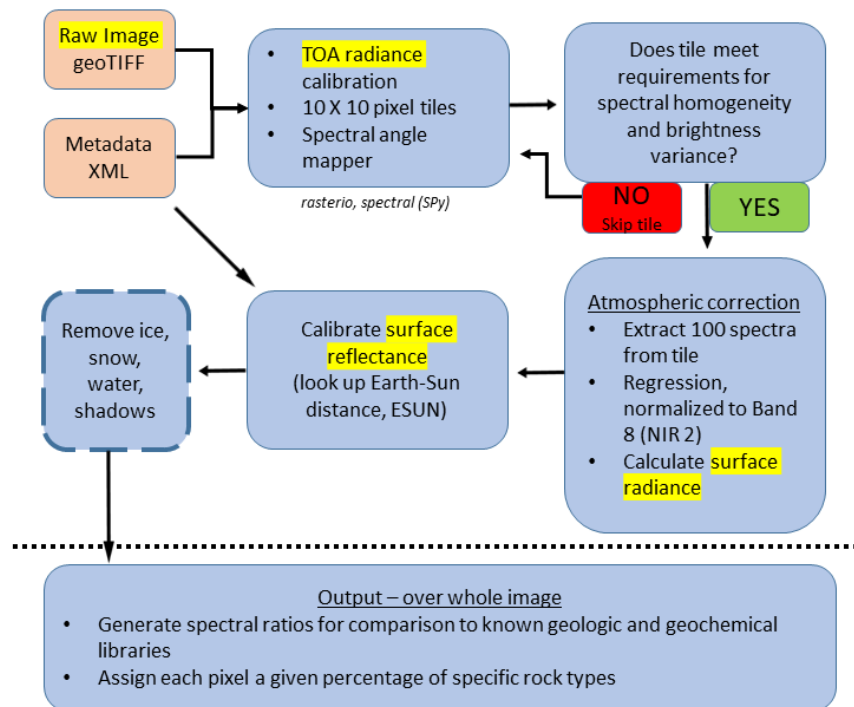 Raw Image
geoTIFF
Metadata
XML
• TOA radiance
calibration
• 10 X 10 pixel tiles
• Spectral angle
mapper
rasterio, spectral (SPy)
Does tile meet
requirements for
spectral homogeneity
and brightness
variance?
NO
Skip tile
YES
Atmospheric correction
• Extract 100 spectra
from tile
• Regression,
normalized to Band
8 (NIR 2)
• Calculate surface
radiance
Calibrate surface
reflectance
(look up Earth-Sun
distance, ESUN)
Remove ice,
snow,
water,
shadows
Output – over whole image
• Generate spectral ratios for comparison to known geologic and geochemical
libraries
• Assign each pixel a given percentage of specific rock types